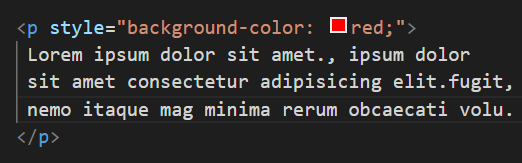 <p style="background-color: red;">
Lorem ipsum dolor sit amet., ipsum dolor
sit amet consectetur adipisicing elit.fugit,
nemo itaque mag minima rerum obcaecati volu.
</p>